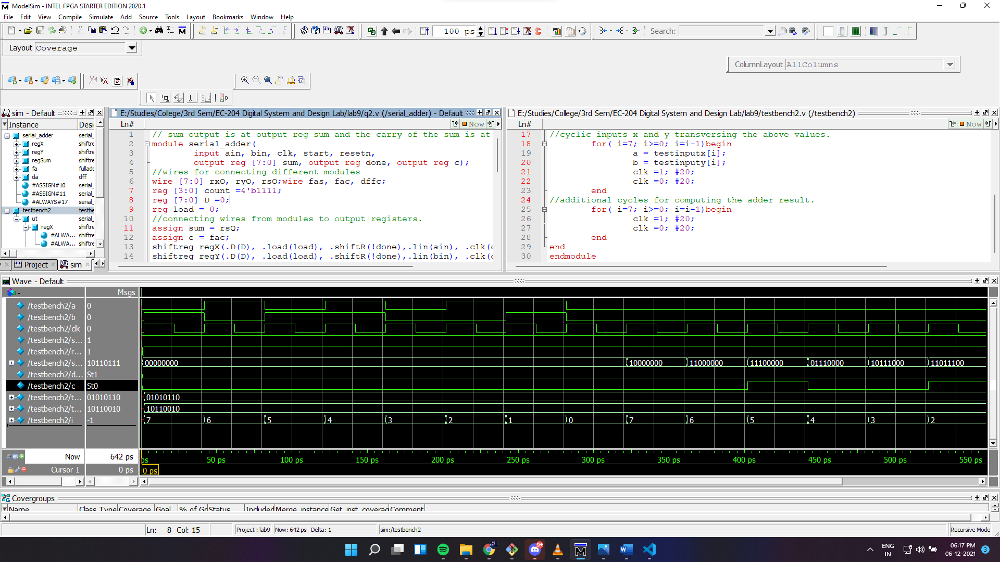 ModelSim - INTEL FPGA STARTER EDITION 2020.1
File Edit View Compile Simulate Add Source Tools Layout Bookmarks Window Help
100 ps
Search:
Layout Coverage
ColumnLayout AllColumns
sim - Default
Instance Desi
serial_adder serial_
regX shiftre
regY shiftre
regSum shiftre
fa fulladd
da dff
#ASSIGN#10 serial_
#ASSIGN#11 serial_
#ALWAYS#17 serial_
testbench2 testbe
ut serial_
regX shiftre
#ALWA... shiftre
#ALWA... shiftre
Project sim
E:/Studies/College/3rd Sem/EC-204 Digital System and Design Lab/lab9/q2.v (/serial_adder) - Default
Ln# Now
1 // sum output is at output reg sum and the carry of the sum is at
2 module serial_adder(
3 input ain, bin, clk, start, resetn,
4 output reg [7:0] sum, output reg done, output reg c);
5 //wires for connecting different modules
6 wire [7:0] rxQ, ryQ, rsQ;wire fas, fac, dffc;
7 reg [3:0] count =4'b1111;
8 reg [7:0] D =0;
9 reg load = 0;
10 //connecting wires from modules to output registers.
11 assign sum = rsQ;
12 assign c = fac;
13 shiftreg regX(.D(D), .load(load), .shiftR(!done),.lin(ain), .clk(
14 shiftreg regY(.D(D), .load(load), .shiftR(!done),.lin(bin), .clk(
E:/Studies/College/3rd Sem/EC-204 Digital System and Design Lab/lab9/testbench2.v (/testbench2)
Ln# Now
17 //cyclic inputs x and y transversing the above values.
18 for( i=7; i>=0; i=i-1)begin
19 a = testinputx[i];
20 b = testinputy[i];
21 clk =1; #20;
22 clk =0; #20;
23 end
24 //additional cycles for computing the adder result.
25 for( i=7; i>=0; i=i-1)begin
26 clk =1; #20;
27 clk =0; #20;
28 end
29 end
30 endmodule
Wave - Default
Msgs
/testbench2/a 0
/testbench2/b 0
/testbench2/clk 0
/testbench2/s... 1
/testbench2/r... 1
/testbench2/s... 10110111 00000000 10000000 11000000 11100000 01110000 10111000 11011100
/testbench2/d... St1
/testbench2/c St0
/testbench2/t... 01010110 01010110
/testbench2/t... 10110010 10110010
/testbench2/i -1 7 6 5 4 3 2 1 0 7 6 5 4 3 2
Now 642 ps ps 50 ps 100 ps 150 ps 200 ps 250 ps 300 ps 350 ps 400 ps 450 ps 500 ps 550 ps
Cursor 1 0 ps 0 ps
Covergroups
Name Class Type Coverage Goal % of Go Status Included Merge_instance Get_inst_coverag Comment
Ln: 8 Col: 15 Project : lab9 Now: 642 ps Delta: 1 sim:/testbench2 Recursive Mode
9+
ENG
IN
06:17 PM
06-12-2021
3